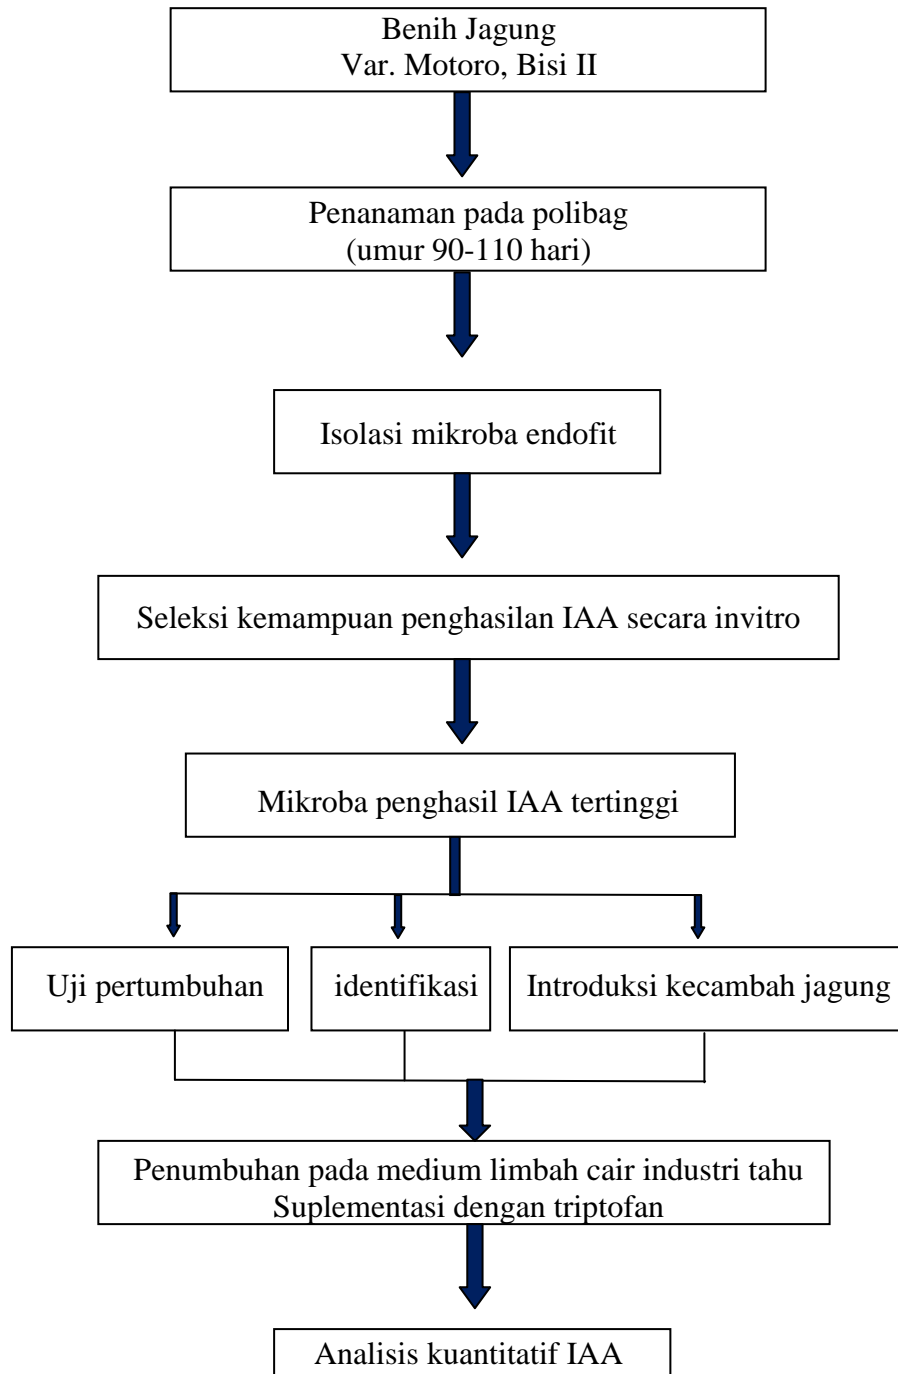 Benih Jagung
Var. Motoro, Bisi II
Penanaman pada polibag
(umur 90-110 hari)
Isolasi mikroba endofit
Seleksi kemampuan penghasilan IAA secara invitro
Mikroba penghasil IAA tertinggi
Uji pertumbuhan
identifikasi
Introduksi kecambah jagung
Penumbuhan pada medium limbah cair industri tahu
Suplementasi dengan triptofan
Analisis kuantitatif IAA